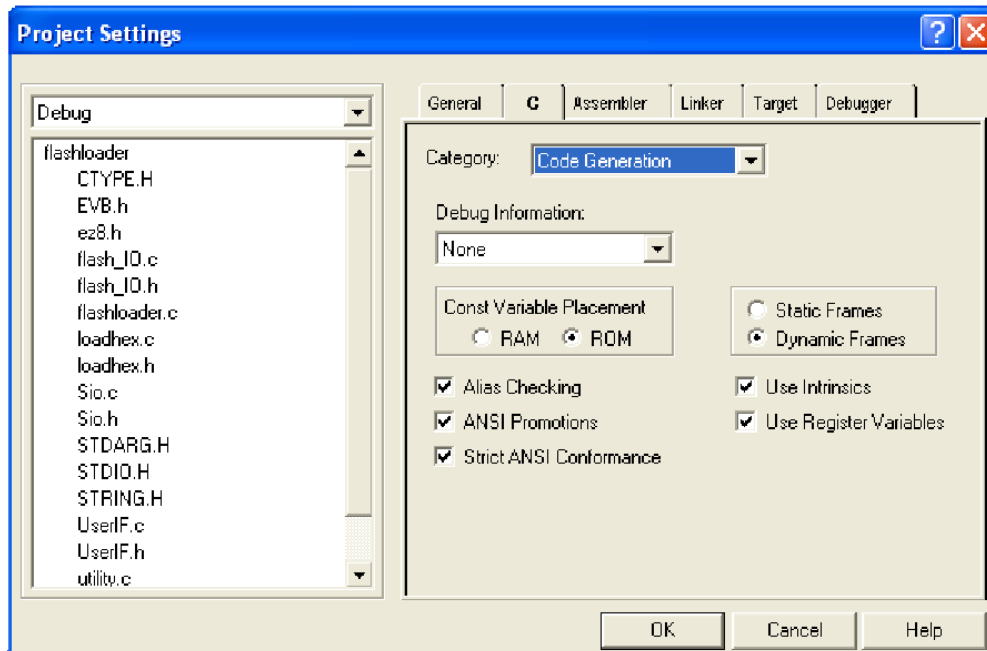 Project Settings
Debug
flashloader
CTYPE.H
EVB.h
ez8.h
flash_IO.c
flash_IO.h
flashloader.c
loadhex.c
loadhex.h
Sio.c
Sio.h
STDARG.H
STDIO.H
STRING.H
UserIF.c
UserIF.h
utility.c
General C Assembler Linker Target Debugger
Category: Code Generation
Debug Information:
None
Const Variable Placement
RAM ROM
Static Frames
Dynamic Frames
Alias Checking
Use Intrinsics
ANSI Promotions
Use Register Variables
Strict ANSI Conformance
OK Cancel Help